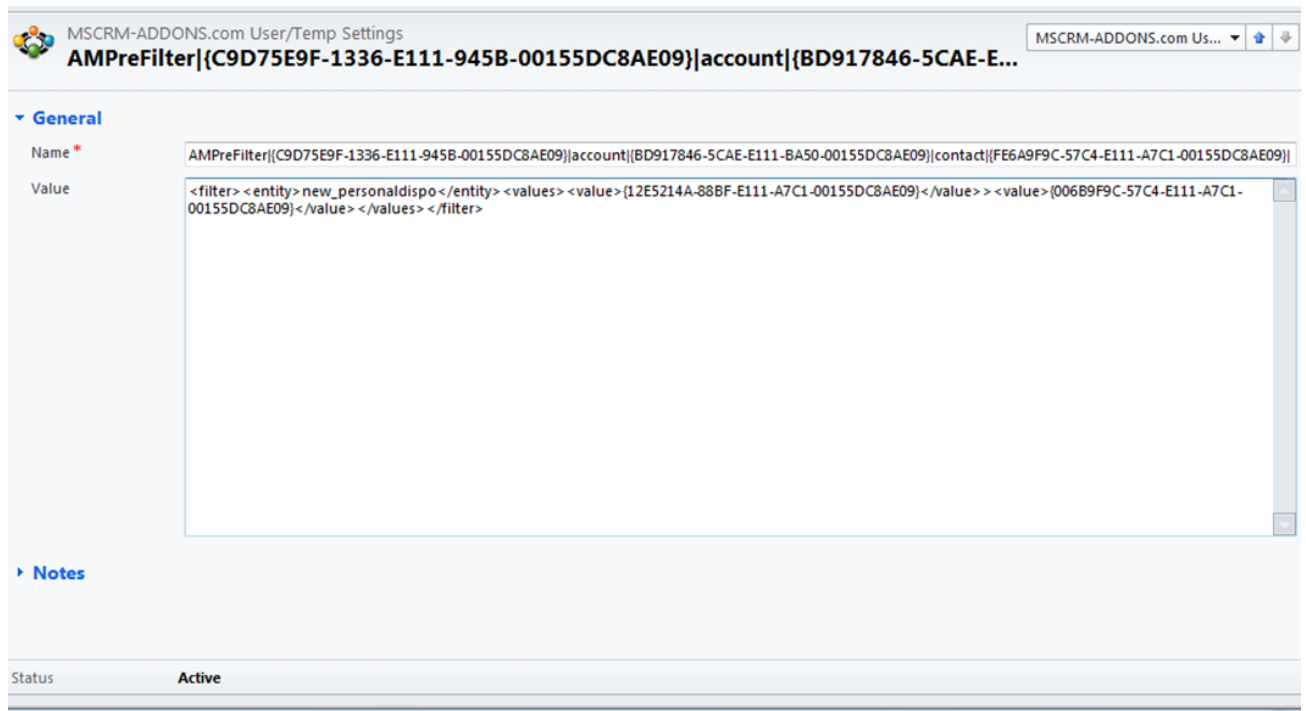 MSCRM-ADDONS.com User/Temp Settings
MSCRM-ADDONS.com Us...
AMPreFilter|{C9D75E9F-1336-E111-945B-00155DC8AE09}|account|{BD917846-5CAE-E...
General
Name*
AMPreFilter|{C9D75E9F-1336-E111-945B-00155DC8AE09}|account|{BD917846-5CAE-E111-BA50-00155DC8AE09}|contact|{FE6A9F9C-57C4-E111-A7C1-00155DC8AE09}|
Value
<filter><entity>new_personaldispo</entity><values><value>{12E5214A-88BF-E111-A7C1-00155DC8AE09}</value>><value>{006B9F9C-57C4-E111-A7C1-
00155DC8AE09}</value></values></filter>
Notes
Status
Active